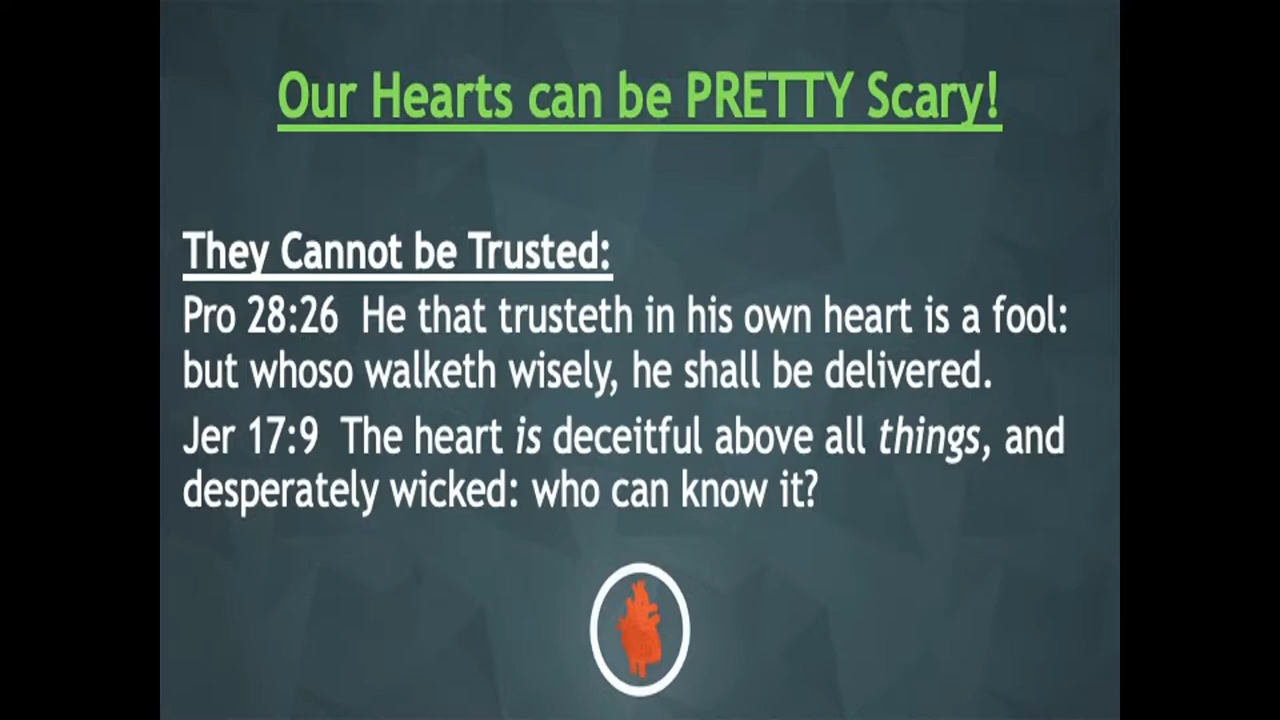 Our Hearts can be PRETTY Scary!
They Cannot be Trusted:
Pro 28:26  He that trusteth in his own heart is a fool:
but whoso walketh wisely, he shall be delivered.
Jer 17:9  The heart is deceitful above all things, and
desperately wicked: who can know it?